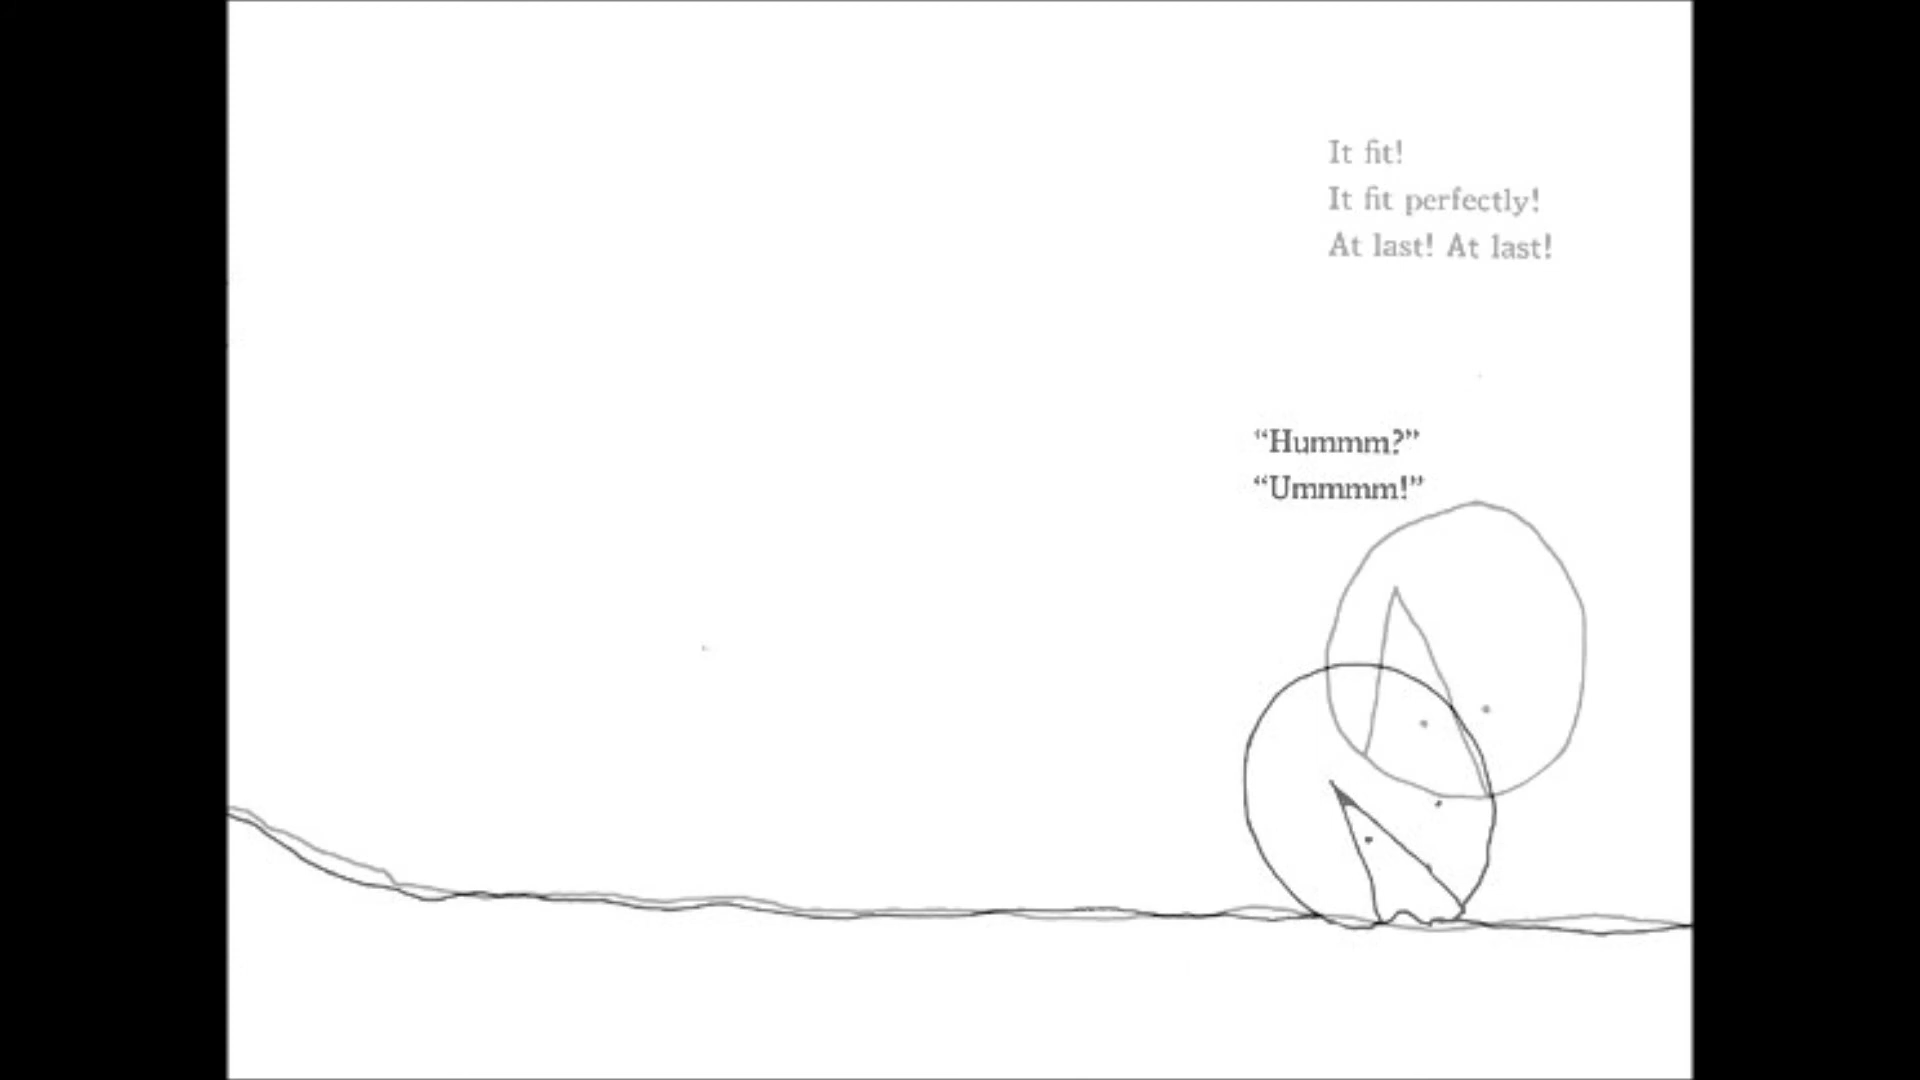 It fit!
It fit perfectly!
At last! At last!
“Hummm?”
“Ummmm!”